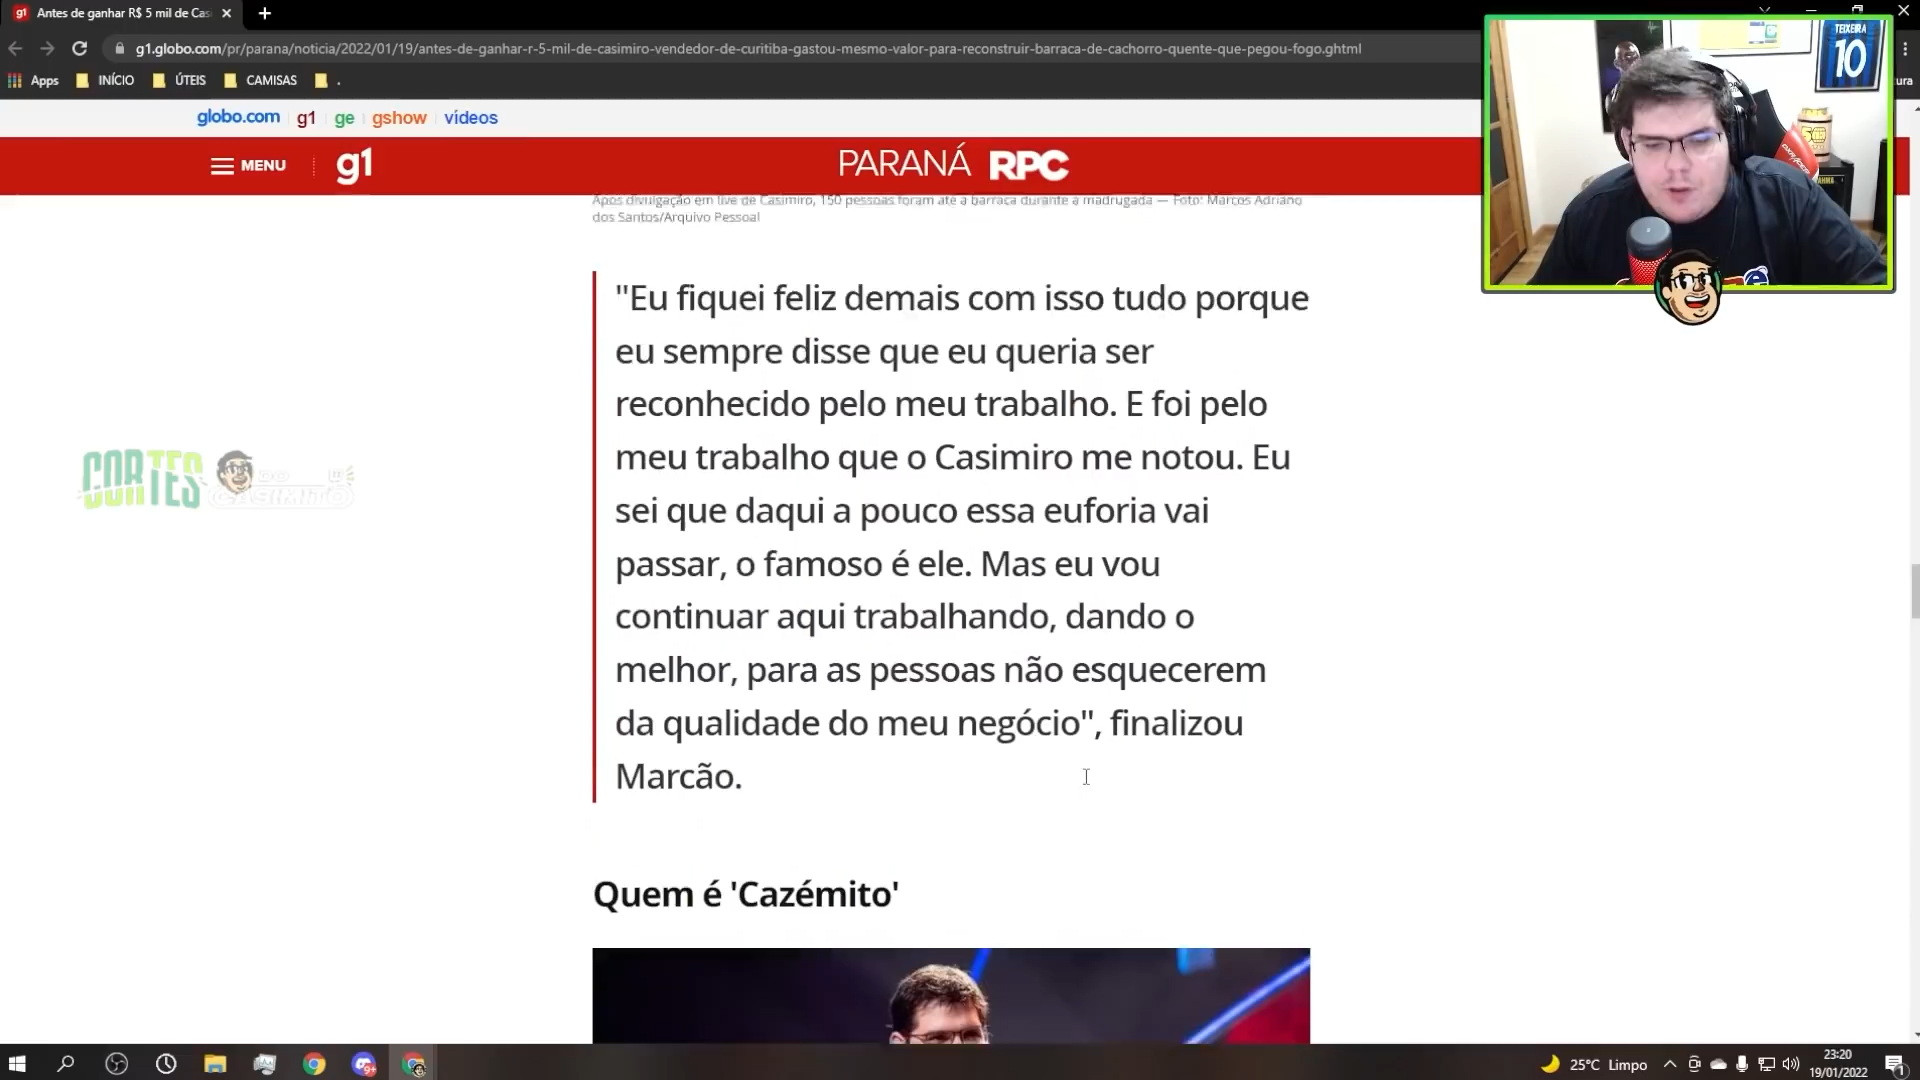 Antes de ganhar R$ 5 mil de Cas
g1.globo.com/pr/parana/noticia/2022/01/19/antes-de-ganhar-r-5-mil-de-casimiro-vendedor-de-curitiba-gastou-mesmo-valor-para-reconstruir-barraca-de-cachorro-quente-que-pegou-fogo.ghtml
Apps INÍCIO ÚTEIS CAMISAS .
globo.com g1 ge gshow vídeos
MENU g1 PARANÁ RPC
TEIXEIRA
10
Após divulgação em live de Casimiro, 150 pessoas foram até a barraca durante a madrugada — Foto: Marcos Adriano
dos Santos/Arquivo Pessoal
"Eu fiquei feliz demais com isso tudo porque
eu sempre disse que eu queria ser
reconhecido pelo meu trabalho. E foi pelo
meu trabalho que o Casimiro me notou. Eu
sei que daqui a pouco essa euforia vai
passar, o famoso é ele. Mas eu vou
continuar aqui trabalhando, dando o
melhor, para as pessoas não esquecerem
da qualidade do meu negócio", finalizou
Marcão.
CORTES DO CASIMITO
Quem é 'Cazémito'
25°C Limpo
23:20
19/01/2022